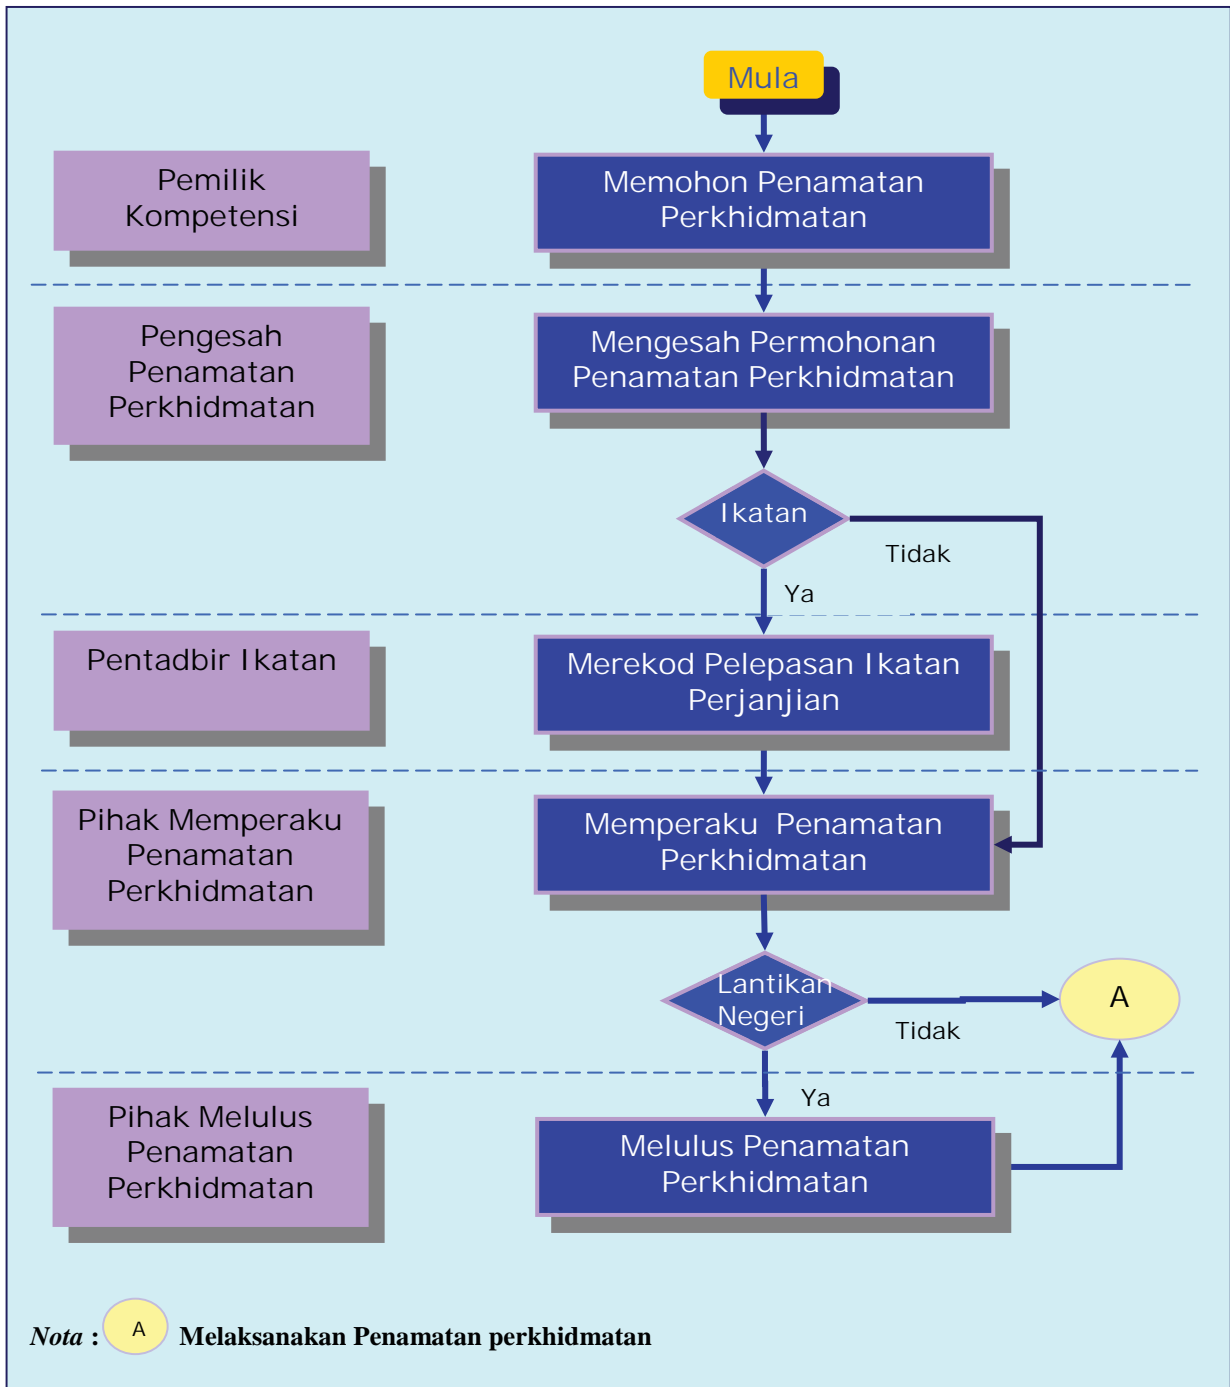 Mula
Pemilik
Kompetensi
Memohon Penamatan
Perkhidmatan
Pengesah
Penamatan
Perkhidmatan
Mengesah Permohonan
Penamatan Perkhidmatan
Ikatan
Tidak
Ya
Pentadbir Ikatan
Merekod Pelepasan Ikatan
Perjanjian
Pihak Memperaku
Penamatan
Perkhidmatan
Memperaku Penamatan
Perkhidmatan
Lantikan
Negeri
Tidak
A
Ya
Pihak Melulus
Penamatan
Perkhidmatan
Melulus Penamatan
Perkhidmatan
Nota : A Melaksanakan Penamatan perkhidmatan